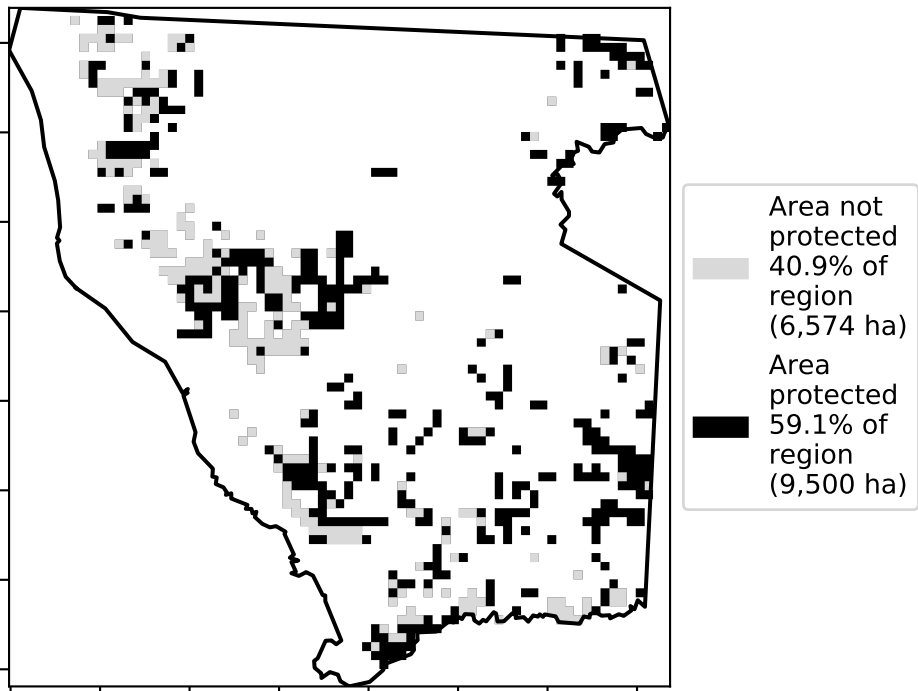 Area not
protected
40.9% of
region
(6,574 ha)
Area
protected
59.1% of
region
(9,500 ha)